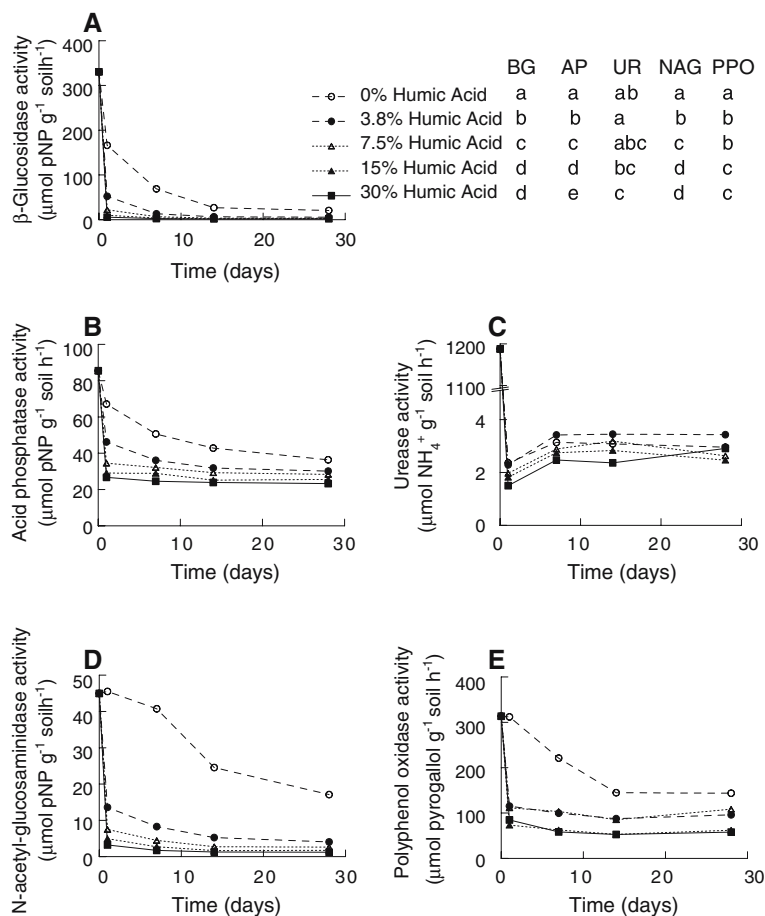 A
β-Glucosidase activity
(µmol pNP g⁻¹ soilh⁻¹)
400
300
200
100
0
0 10 20 30
Time (days)
BG AP UR NAG PPO
0% Humic Acid a a ab a a
3.8% Humic Acid b b a b b
7.5% Humic Acid c c abc c b
15% Humic Acid d d bc d c
30% Humic Acid d e c d c
B
Acid phosphatase activity
(µmol pNP g⁻¹ soil h⁻¹)
100
80
60
40
20
0
0 10 20 30
Time (days)
C
Urease activity
(µmol NH₄⁺ g⁻¹ soil h⁻¹)
1200
1100
4
2
0
0 10 20 30
Time (days)
D
N-acetyl-glucosaminidase activity
(µmol pNP g⁻¹ soilh⁻¹)
50
40
30
20
10
0
0 10 20 30
Time (days)
E
Polyphenol oxidase activity
(µmol pyrogallol g⁻¹ soil h⁻¹)
400
300
200
100
0
0 10 20 30
Time (days)